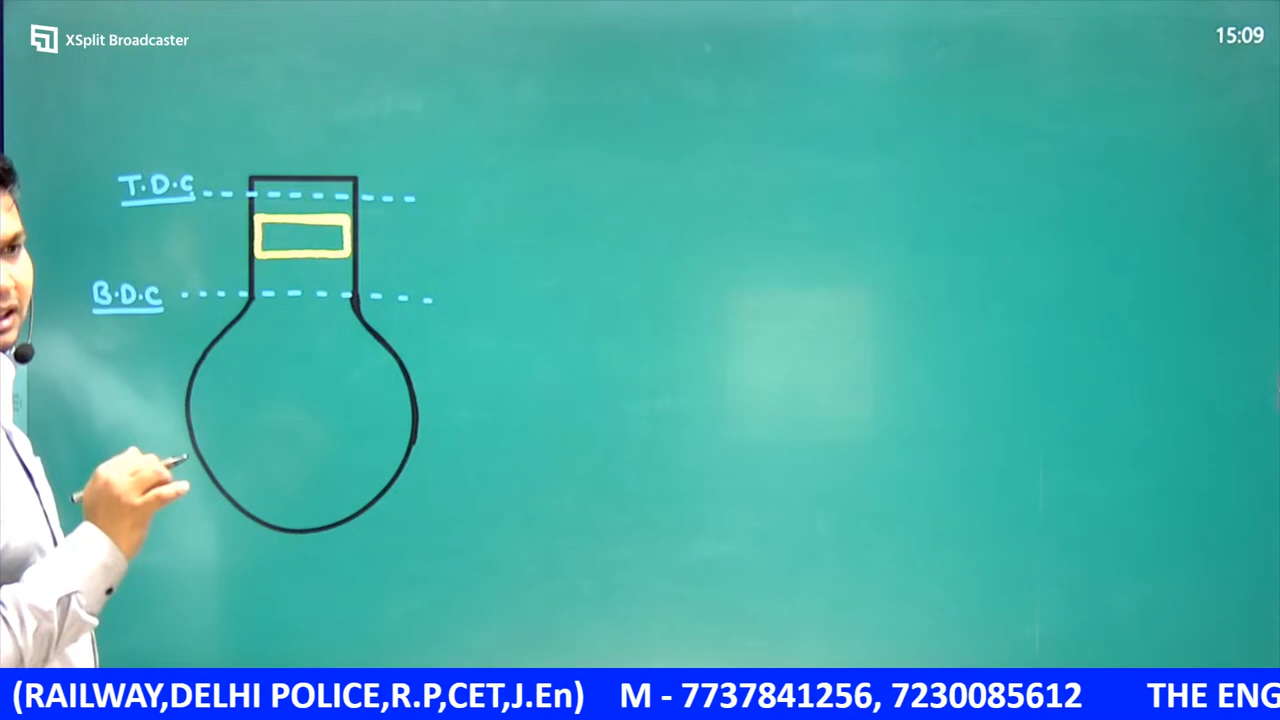 XSplit Broadcaster
15:09
T.D.C
B.D.C
(RAILWAY,DELHI POLICE,R.P,CET,J.En) M - 7737841256, 7230085612 THE ENG